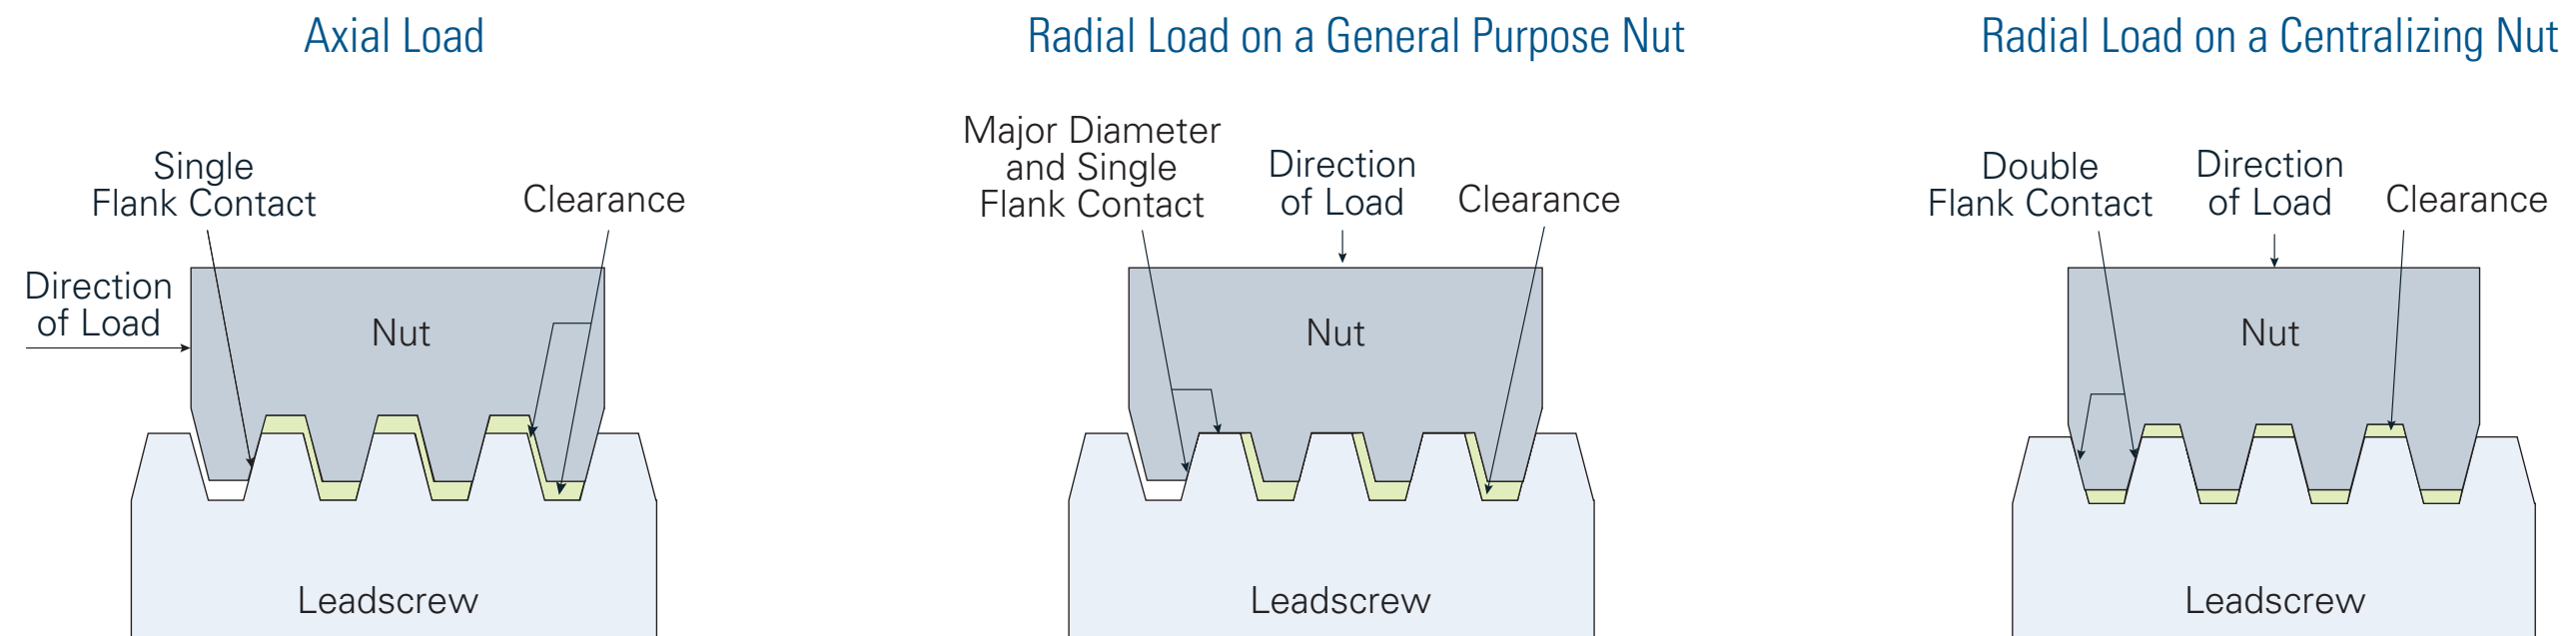 Axial Load
Single
Flank Contact
Clearance
Direction
of Load
Nut
Leadscrew
Radial Load on a General Purpose Nut
Major Diameter
and Single
Flank Contact
Direction
of Load
Clearance
Nut
Leadscrew
Radial Load on a Centralizing Nut
Double
Flank Contact
Direction
of Load
Clearance
Nut
Leadscrew